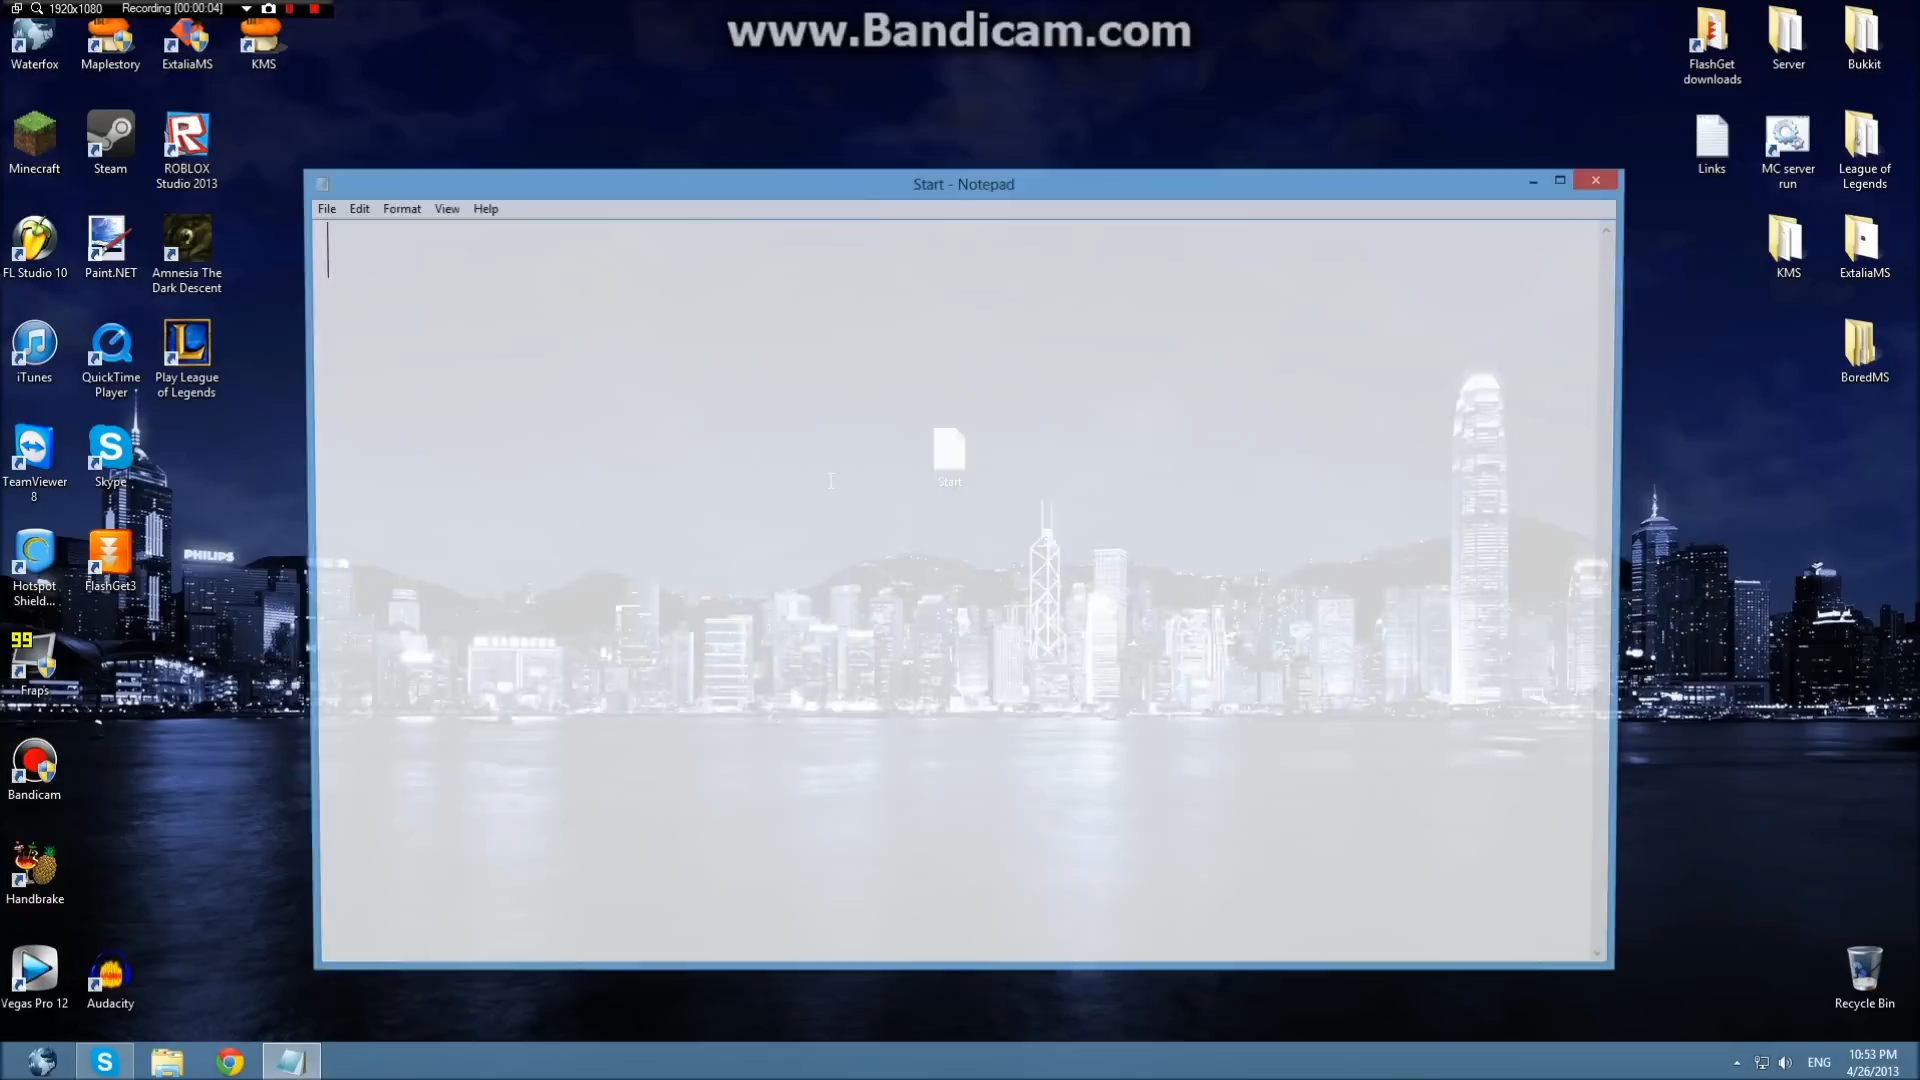 1920x1080 Recording [00:00:04]
www.Bandicam.com
Waterfox
Maplestory
ExtaliaMS
KMS
FlashGet
downloads
Server
Bukkit
Minecraft
Steam
ROBLOX
Studio 2013
Links
MC server
run
League of
Legends
Start - Notepad
File Edit Format View Help
FL Studio 10
Paint.NET
Amnesia The
Dark Descent
KMS
ExtaliaMS
iTunes
QuickTime
Player
Play League
of Legends
BoredMS
TeamViewer
8
Skype
Start
PHILIPS
Hotspot
Shield...
FlashGet3
99
Fraps
Bandicam
Handbrake
Vegas Pro 12
Audacity
Recycle Bin
ENG
10:53 PM
4/26/2013